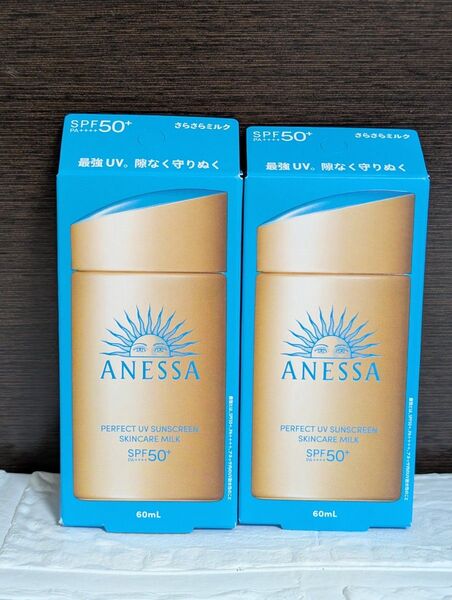 SPF50+
PA++++
さらさらミルク
最強UV。隙なく守りぬく
ANESSA
PERFECT UV SUNSCREEN
SKINCARE MILK
SPF50+
PA++++
60mL
SPF50+
PA++++
さらさらミルク
最強UV。隙なく守りぬく
ANESSA
PERFECT UV SUNSCREEN
SKINCARE MILK
SPF50+
PA++++
60mL